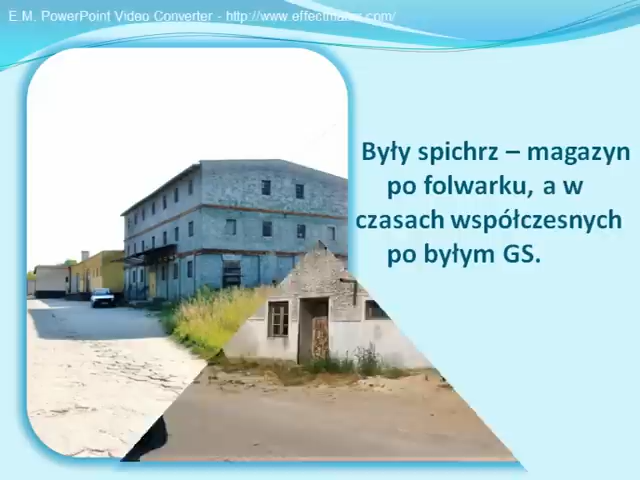 E.M. PowerPoint Video Converter - http://www.effectmatrix.com/
Były spichrz – magazyn
po folwarku, a w
czasach współczesnych
po byłym GS.